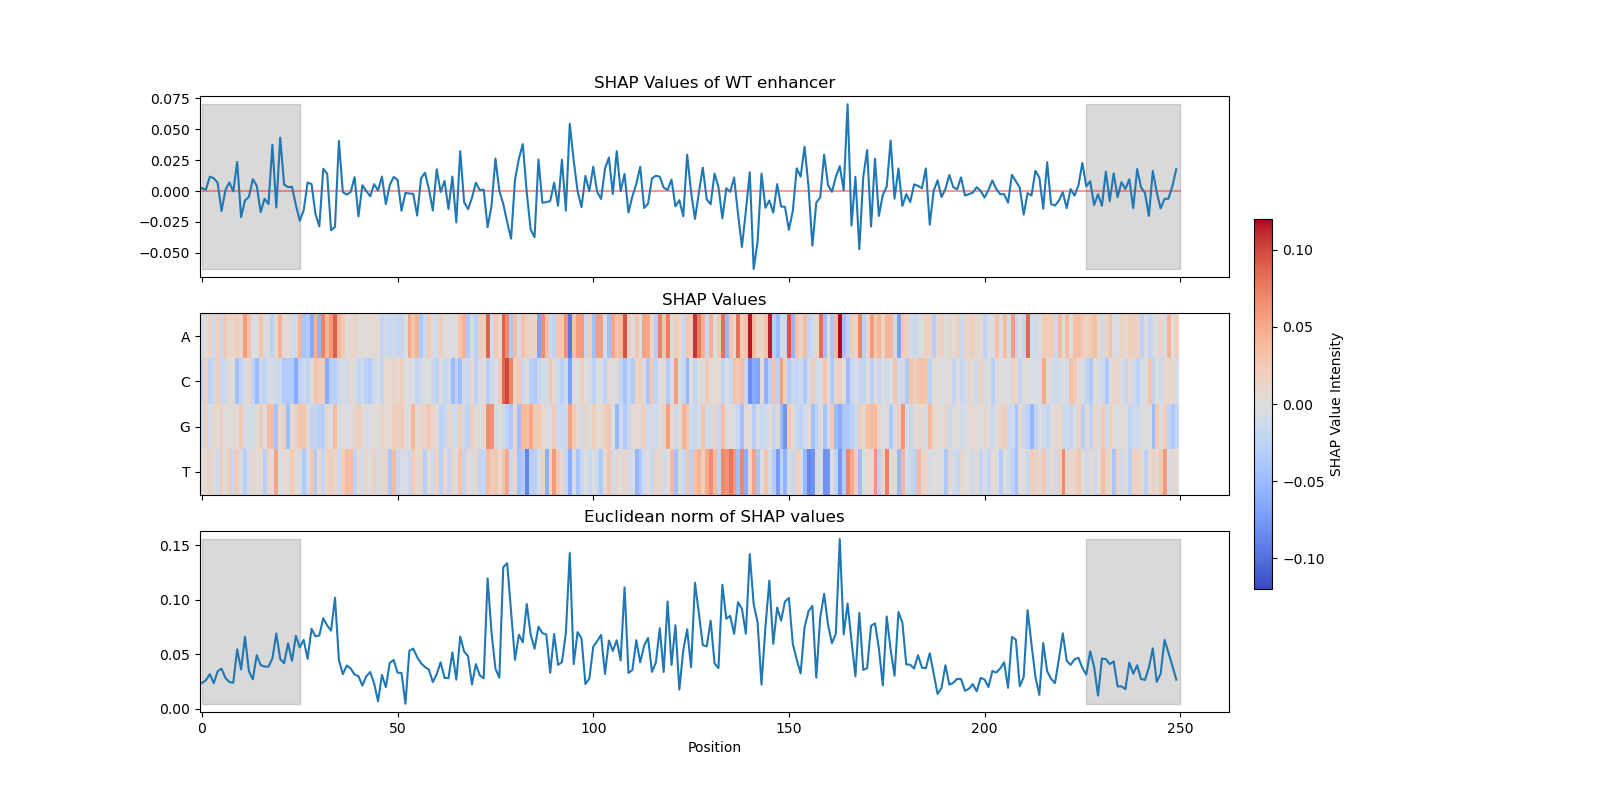 SHAP Values of WT enhancer
0.075
0.050
0.025
0.000
−0.025
−0.050
SHAP Values
A
C
G
T
0.10
0.05
0.00
−0.05
−0.10
SHAP Value Intensity
Euclidean norm of SHAP values
0.15
0.10
0.05
0.00
0 50 100 150 200 250
Position